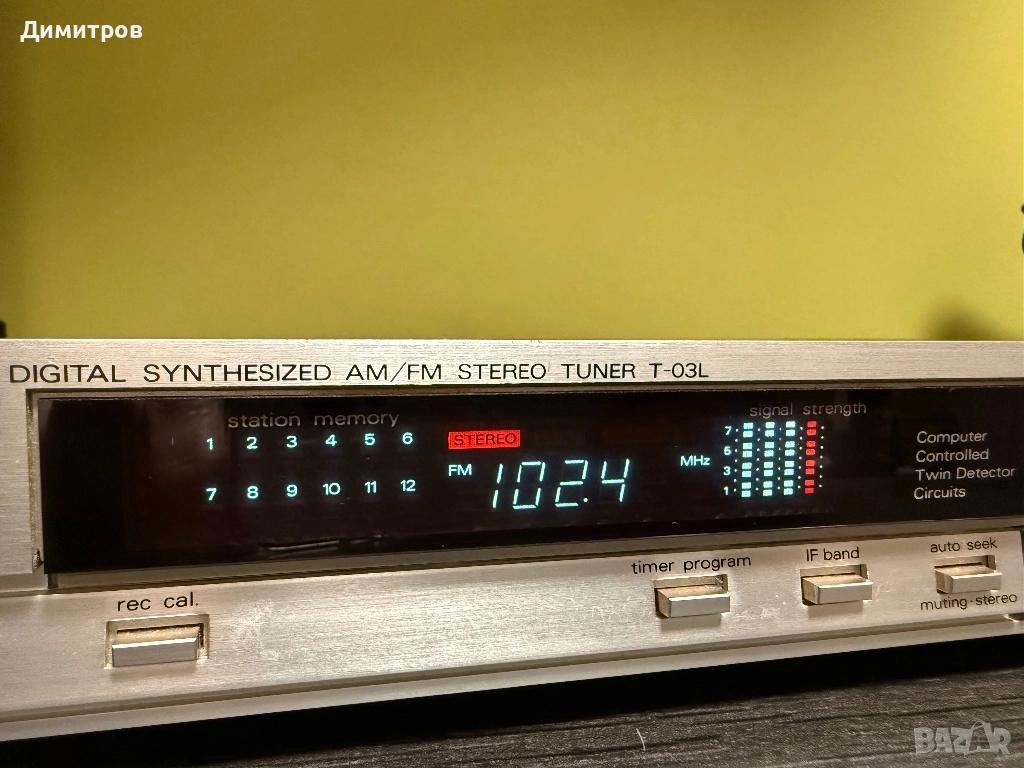 Димитров
DIGITAL SYNTHESIZED AM/FM STEREO TUNER T-03L
station memory
signal strength
1 2 3 4 5 6
STEREO
FM 102.4 MHz
7
5
3
1
7 8 9 10 11 12
Computer
Controlled
Twin Detector
Circuits
rec cal.
timer program
IF band
auto seek
muting·stereo
BAZAR